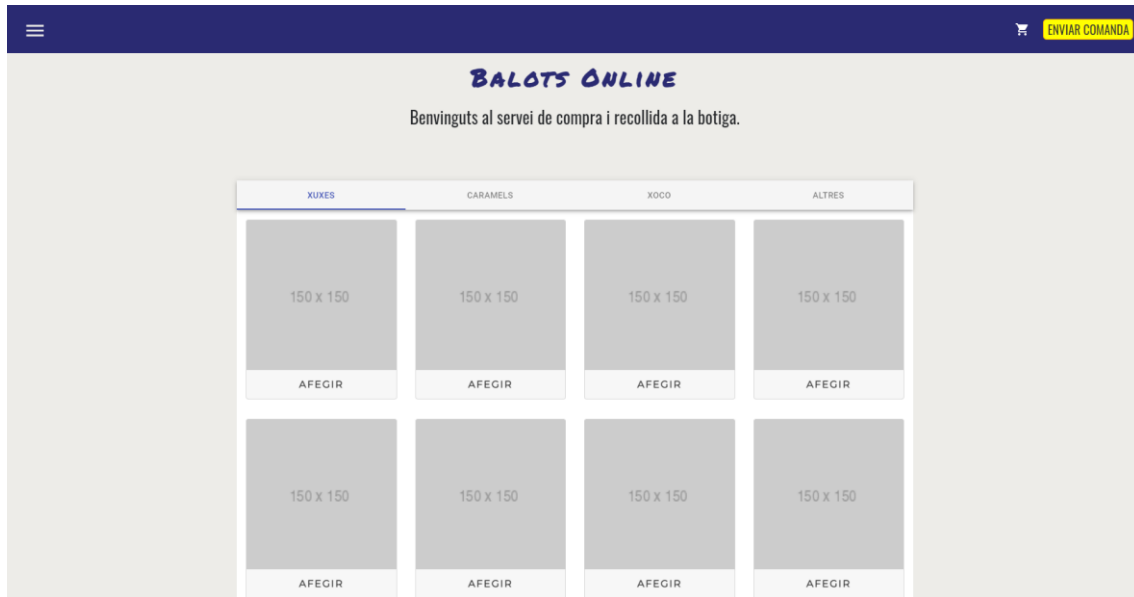 ENVIAR COMANDA
BALOTS ONLINE
Benvinguts al servei de compra i recollida a la botiga.
XUXES CARAMELS XOCO ALTRES
150 x 150 150 x 150 150 x 150 150 x 150
AFEGIR AFEGIR AFEGIR AFEGIR
150 x 150 150 x 150 150 x 150 150 x 150
AFEGIR AFEGIR AFEGIR AFEGIR